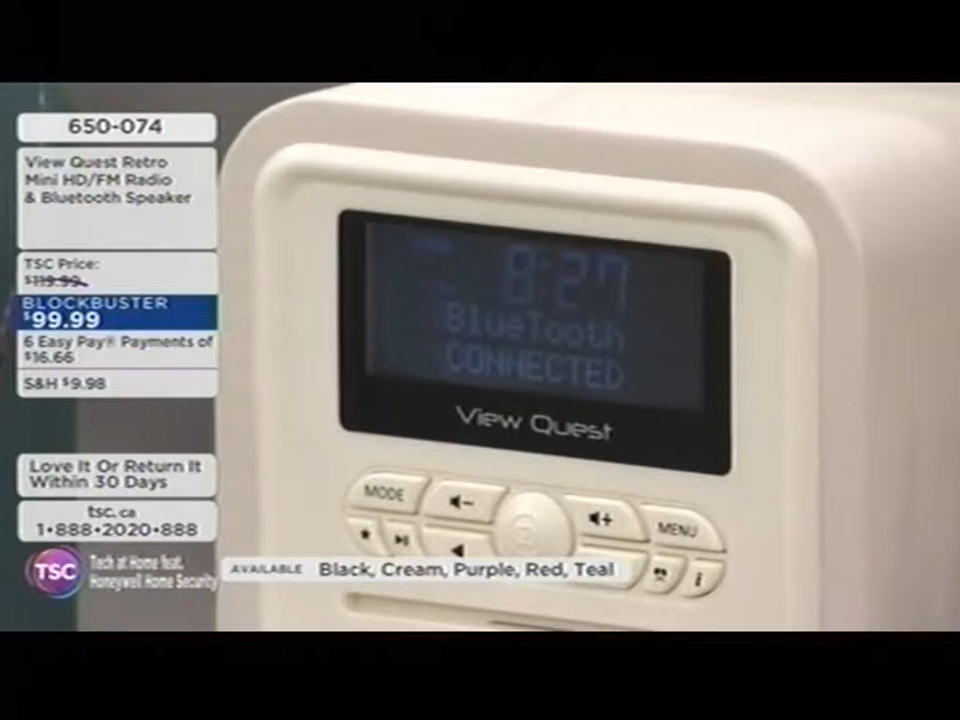 650-074
View Quest Retro
Mini HD/FM Radio
& Bluetooth Speaker
TSC Price:
$119.99
BLOCKBUSTER
$99.99
6 Easy Pay® Payments of
$16.66
S&H $9.98
Love It Or Return It
Within 30 Days
tsc.ca
1•888•2020•888
TSC
Tech at Home feat.
Honeywell Home Security
AVAILABLE Black, Cream, Purple, Red, Teal
8:27
BlueTooth
CONNECTED
View Quest
MODE
MENU
i